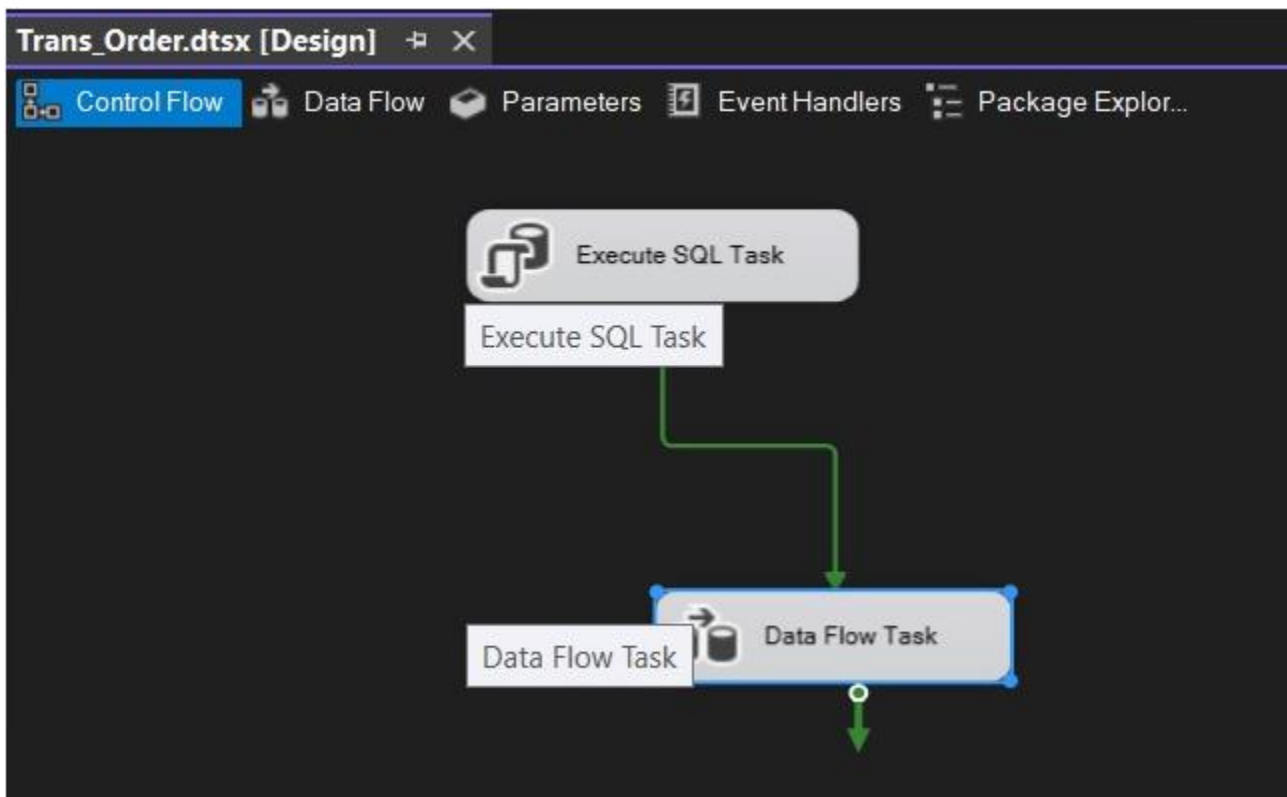 Trans_Order.dtsx [Design]
Control Flow Data Flow Parameters Event Handlers Package Explor...
Execute SQL Task
Execute SQL Task
Data Flow Task
Data Flow Task